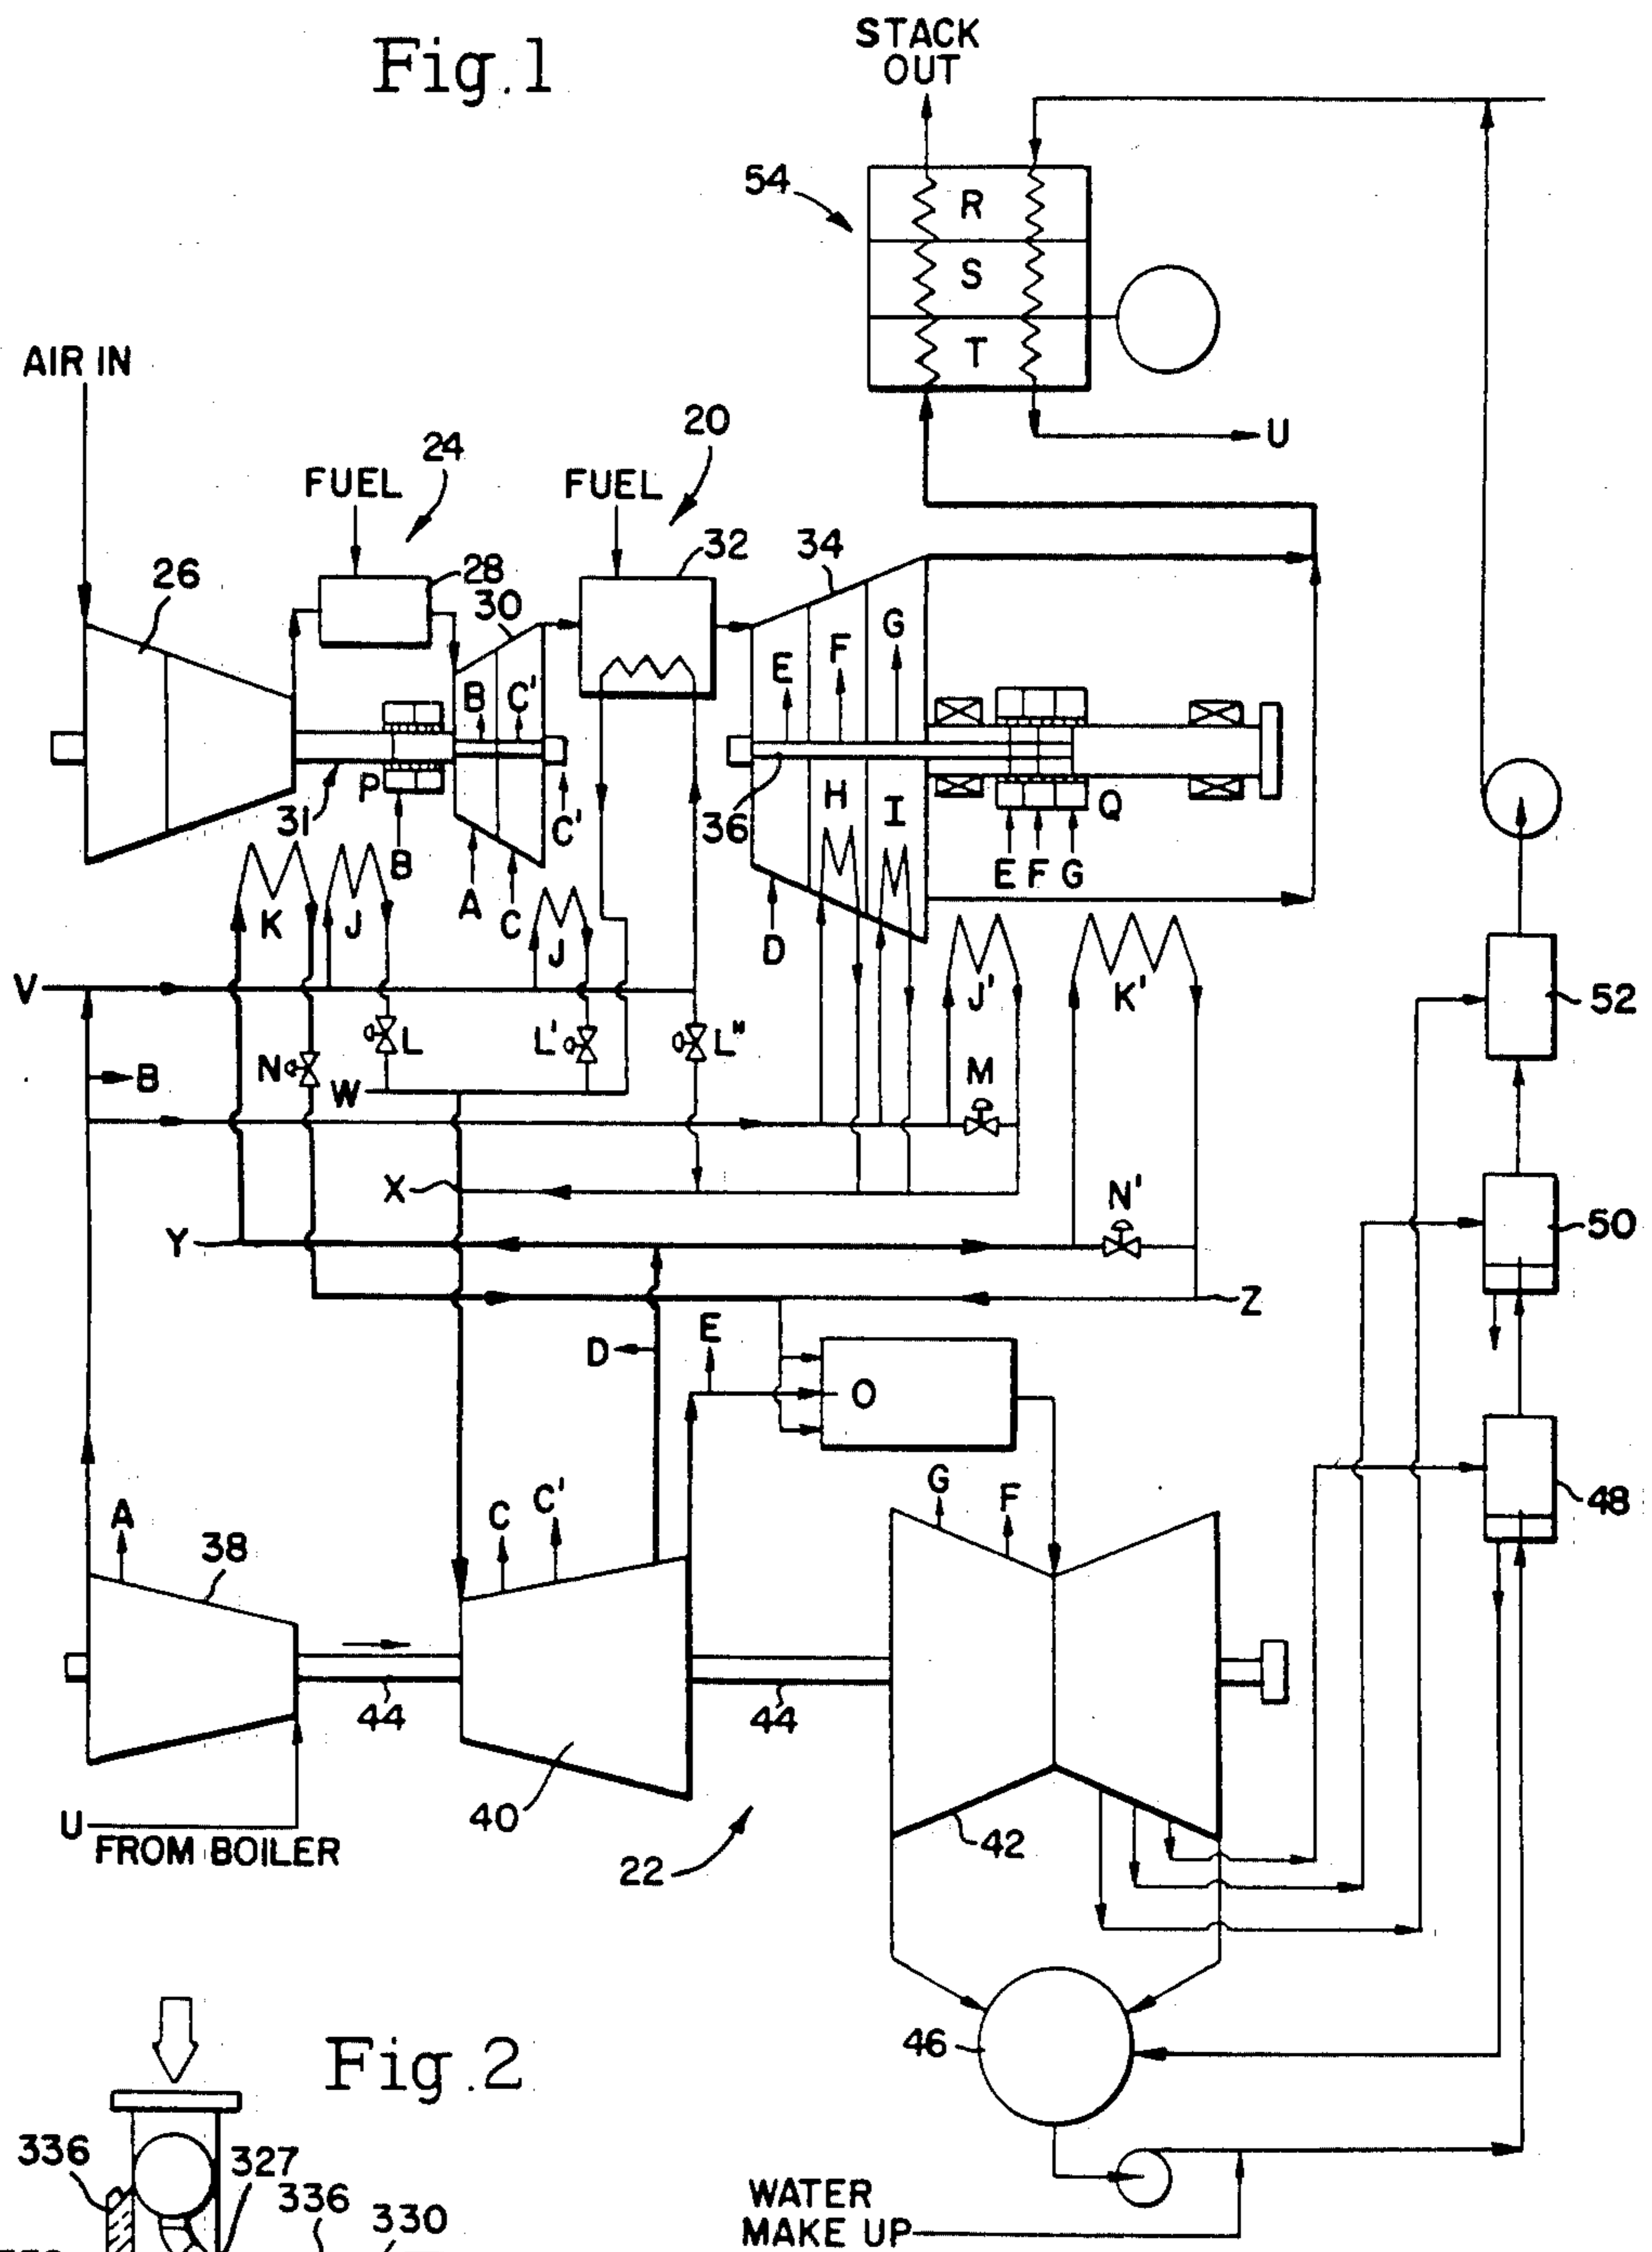 Fig.1
STACK
OUT
54
R
S
T
U
AIR IN
24
20
FUEL
FUEL
26
28
30
32
34
B
C'
E
F
G
31
P
B
C'
36
H
I
Q
E F G
A
C
D
K
J
J
J'
K'
V
52
N
L
L'
L"
M
B
W
X
N'
Y
50
Z
D
E
O
A
38
C
C'
G
F
48
44
44
40
42
U
FROM BOILER
22
46
Fig.2
336
327
336
330
WATER
MAKE UP